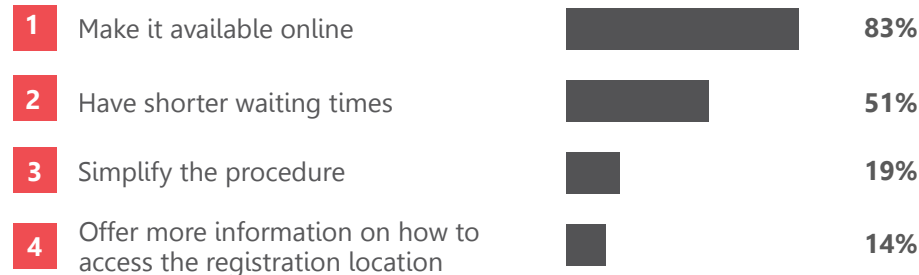 1 Make it available online 83%
2 Have shorter waiting times 51%
3 Simplify the procedure 19%
4 Offer more information on how to
access the registration location 14%